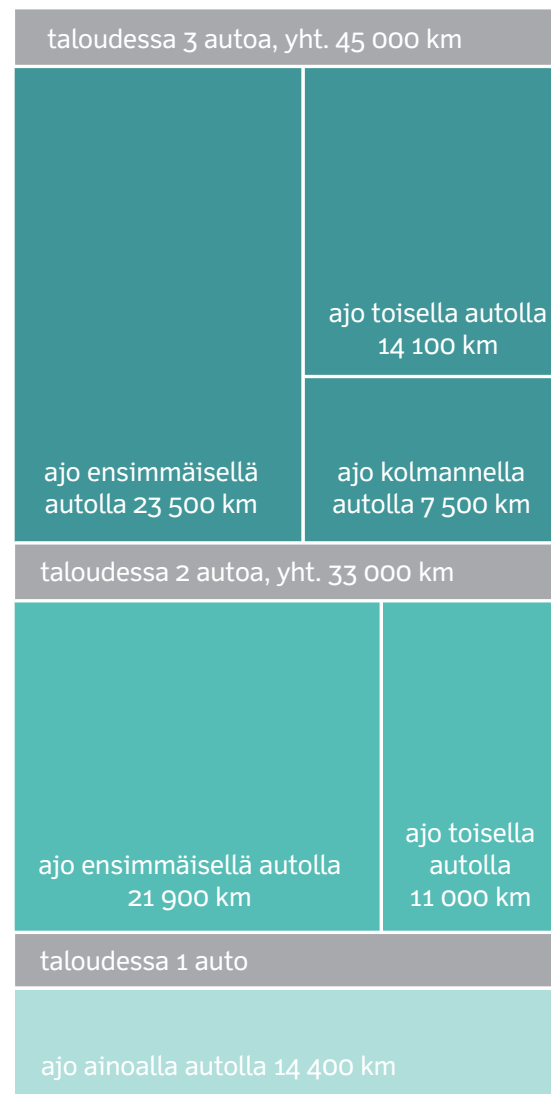 taloudessa 3 autoa, yht. 45 000 km
ajo toisella autolla
14 100 km
ajo ensimmäisellä
autolla 23 500 km
ajo kolmannella
autolla 7 500 km
taloudessa 2 autoa, yht. 33 000 km
ajo ensimmäisellä autolla
21 900 km
ajo toisella
autolla
11 000 km
taloudessa 1 auto
ajo ainoalla autolla 14 400 km